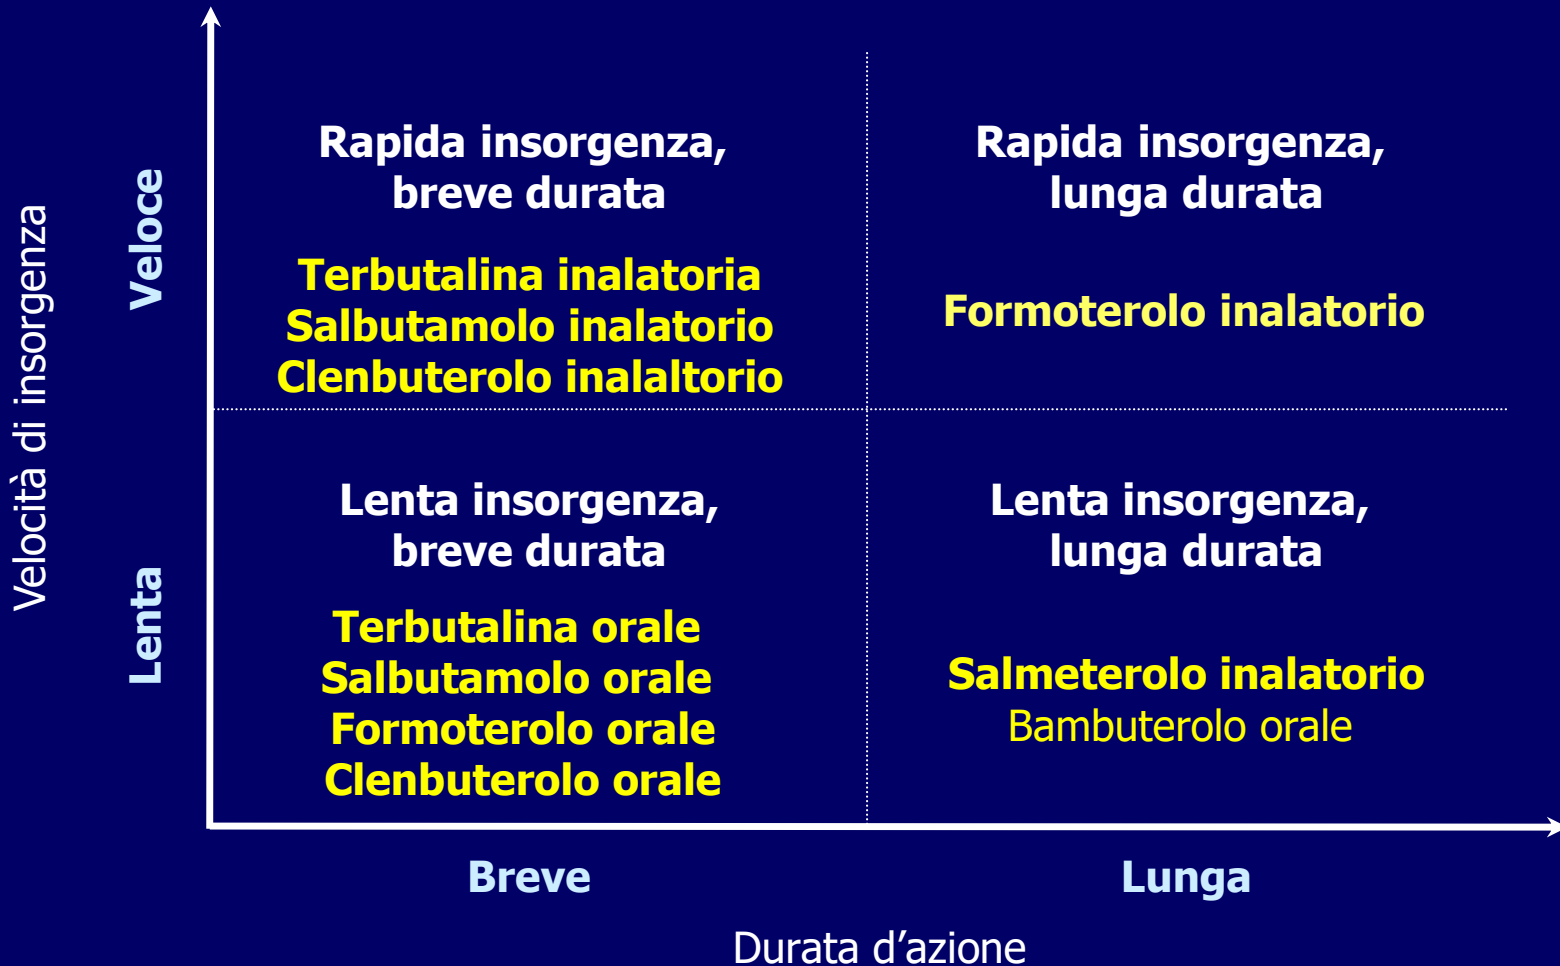 Velocità di insorgenza
Veloce
Rapida insorgenza,
breve durata
Terbutalina inalatoria
Salbutamolo inalatorio
Clenbuterolo inalaltorio
Rapida insorgenza,
lunga durata
Formoterolo inalatorio
Lenta
Lenta insorgenza,
breve durata
Terbutalina orale
Salbutamolo orale
Formoterolo orale
Clenbuterolo orale
Lenta insorgenza,
lunga durata
Salmeterolo inalatorio
Bambuterolo orale
Breve
Lunga
Durata d’azione